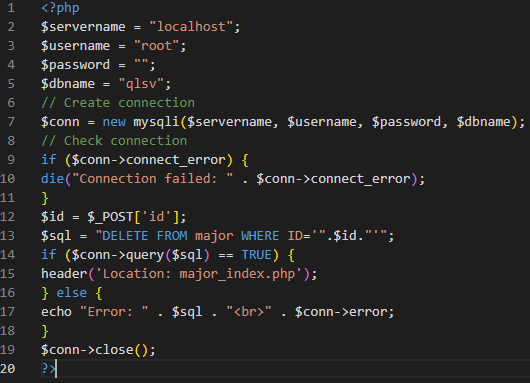 1 <?php
2 $servername = "localhost";
3 $username = "root";
4 $password = "";
5 $dbname = "qlsv";
6 // Create connection
7 $conn = new mysqli($servername, $username, $password, $dbname);
8 // Check connection
9 if ($conn->connect_error) {
10 die("Connection failed: " . $conn->connect_error);
11 }
12 $id = $_POST['id'];
13 $sql = "DELETE FROM major WHERE ID='".$id."'";
14 if ($conn->query($sql) == TRUE) {
15 header('Location: major_index.php');
16 } else {
17 echo "Error: " . $sql . "<br>" . $conn->error;
18 }
19 $conn->close();
20 ?>